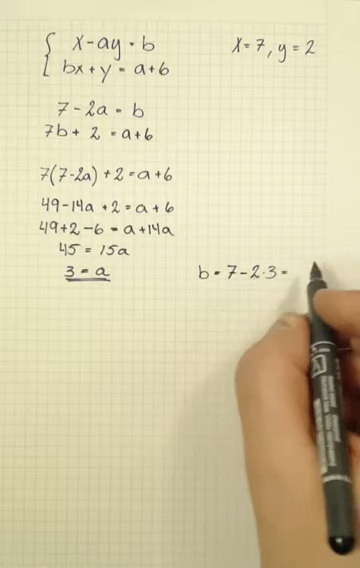 x-ay=b x=7, y=2
bx+y=a+6
7-2a=b
7b+2=a+6
7(7-2a)+2=a+6
49-14a+2=a+6
49+2-6=a+14a
45=15a
3=a b=7-2·3=